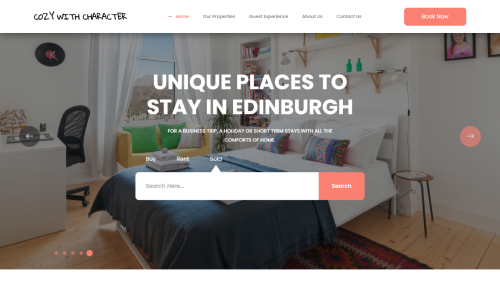 COZY WITH CHARACTER
Home
Our Properties
Guest Experience
About Us
Contact Us
Book Now
UNIQUE PLACES TO
STAY IN EDINBURGH
FOR A BUSINESS TRIP, A HOLIDAY OR SHORT TERM STAYS WITH ALL THE
COMFORTS OF HOME.
Buy
Rent
Sold
Search Here...
Search